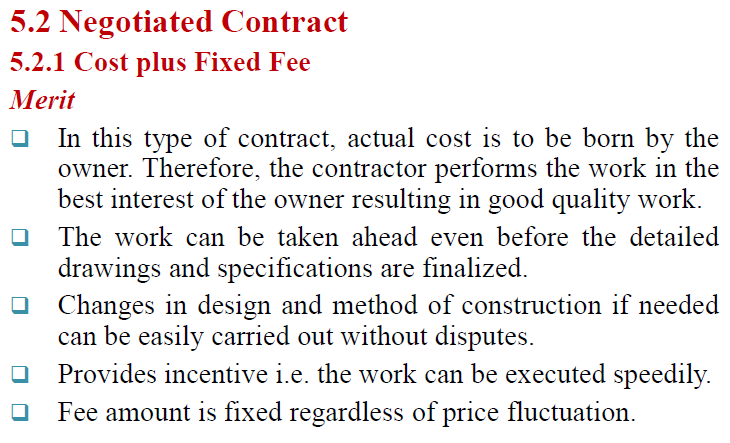 5.2 Negotiated Contract
5.2.1 Cost plus Fixed Fee
Merit
In this type of contract, actual cost is to be born by the
owner. Therefore, the contractor performs the work in the
best interest of the owner resulting in good quality work.
The work can be taken ahead even before the detailed
drawings and specifications are finalized.
Changes in design and method of construction if needed
can be easily carried out without disputes.
Provides incentive i.e. the work can be executed speedily.
Fee amount is fixed regardless of price fluctuation.